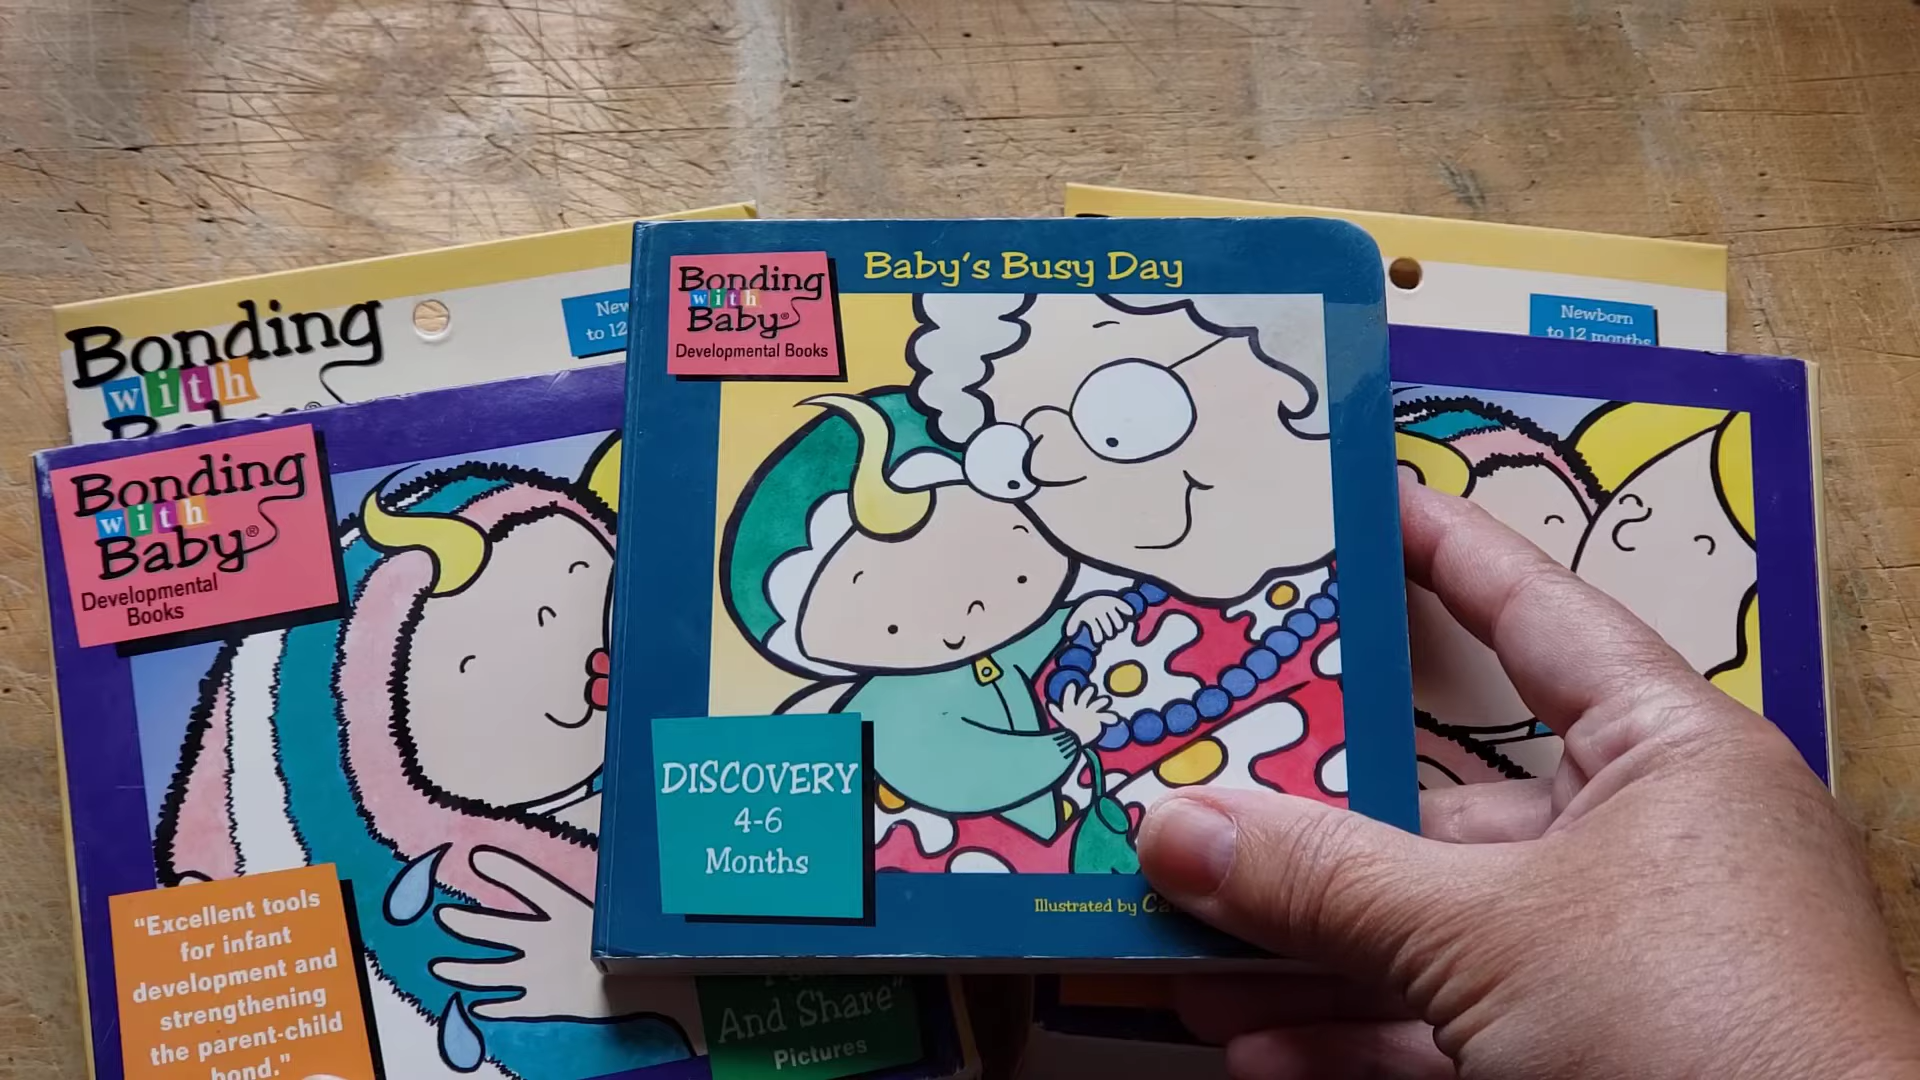 Bonding
with
Baby®
New
to 12
Bonding
with
Baby®
Developmental
Books
"Excellent tools
for infant
development and
strengthening
the parent-child
bond."
Baby's Busy Day
Bonding
with
Baby®
Developmental Books
DISCOVERY
4-6
Months
Illustrated by
And Share"
Pictures
Newborn
to 12 months